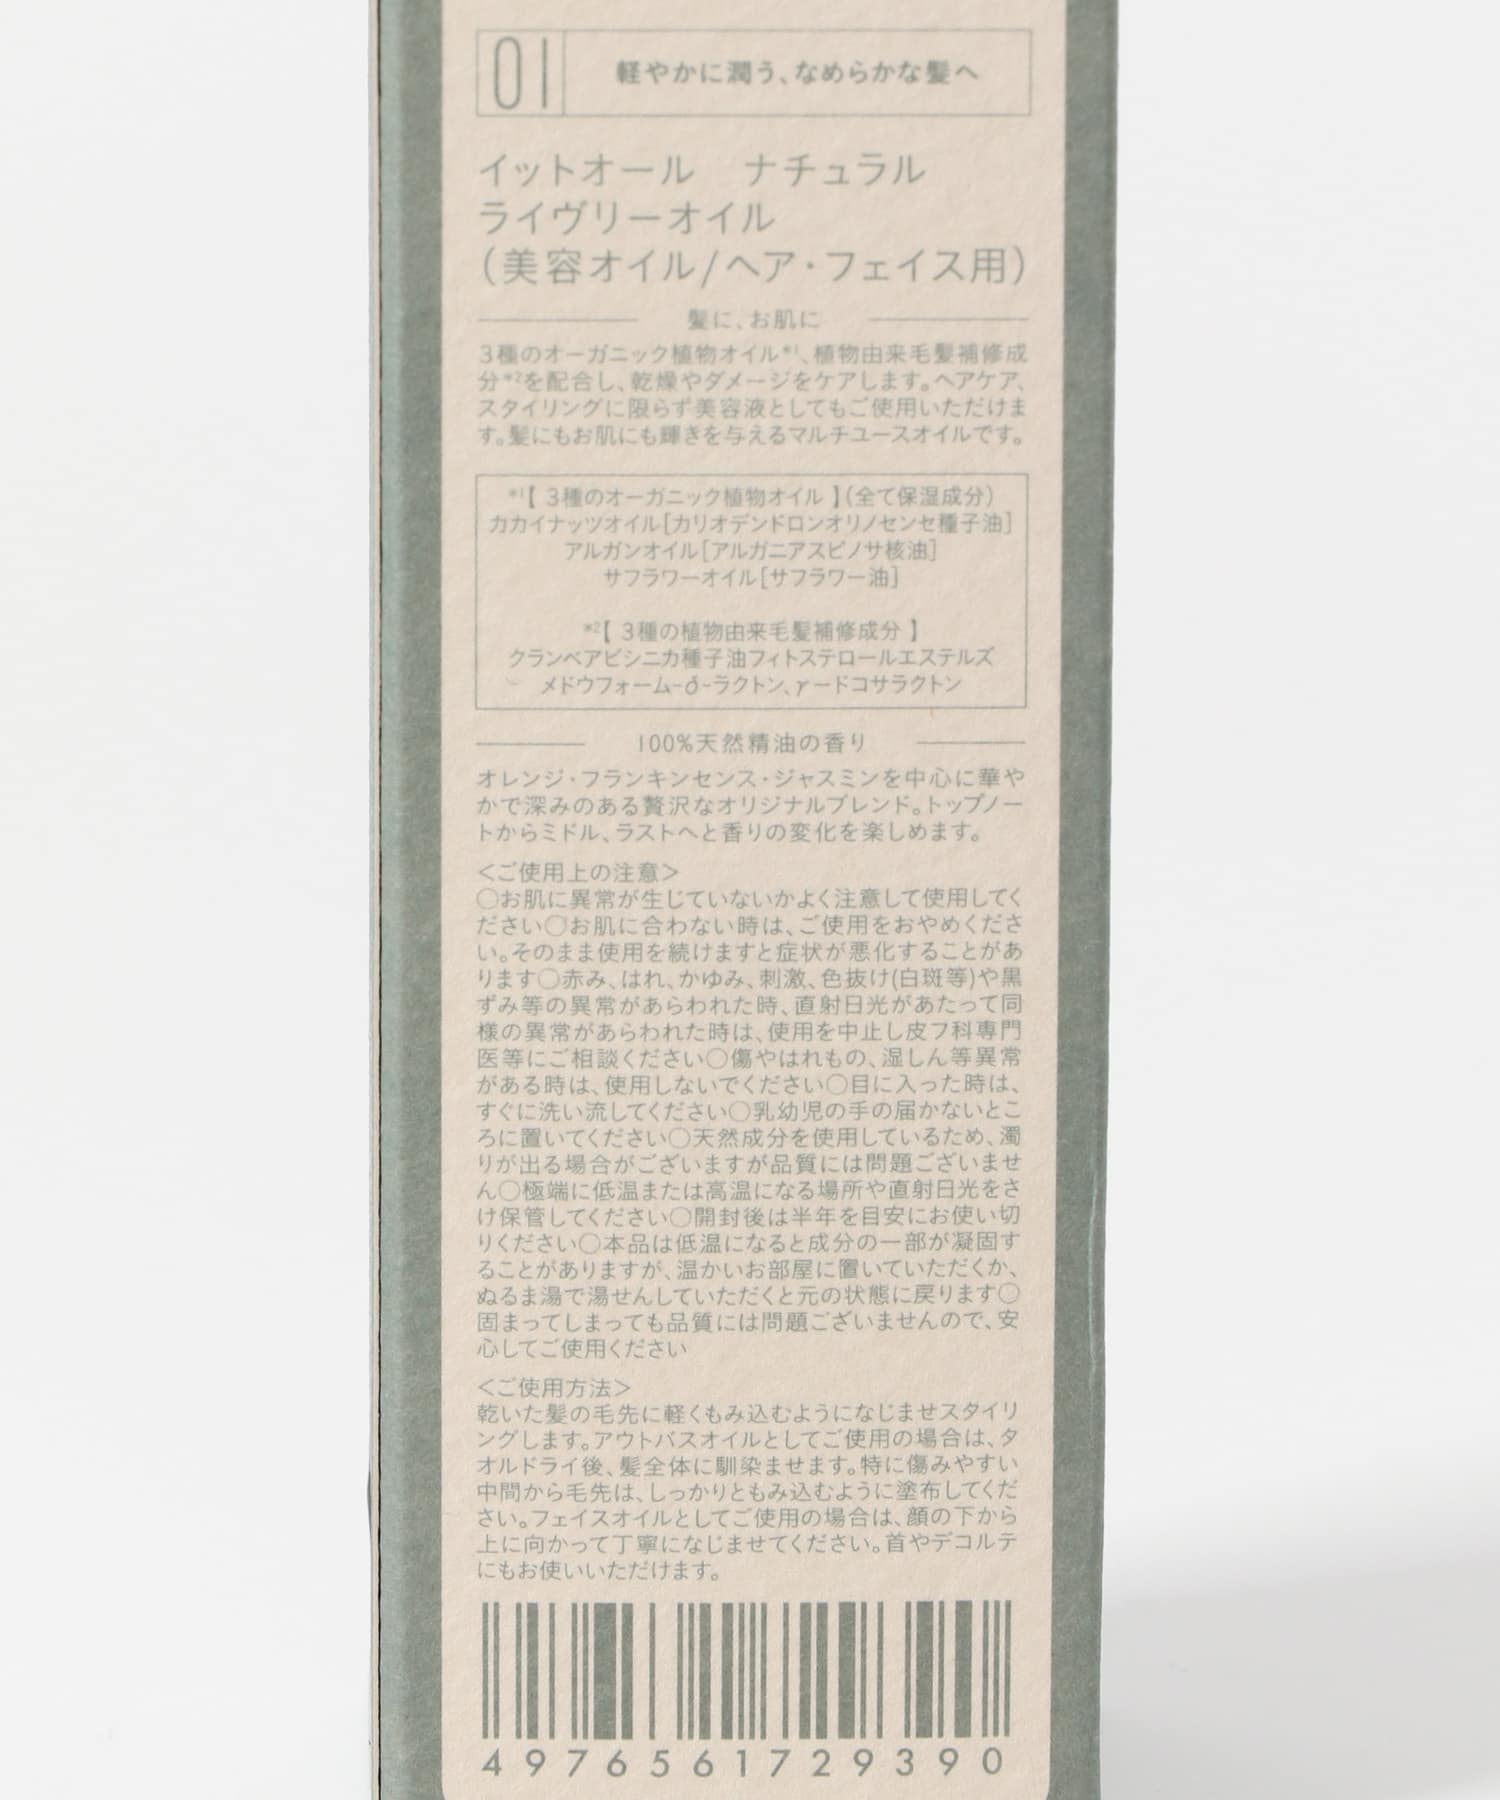 01
軽やかに潤う、なめらかな髪へ
イットオール ナチュラル
ライヴリーオイル
(美容オイル/ヘア・フェイス用)
髪に、お肌に
3種のオーガニック植物オイル*1、植物由来毛髪補修成
分*2を配合し、乾燥やダメージをケアします。ヘアケア、
スタイリングに限らず美容液としてもご使用いただけま
す。髪にもお肌にも輝きを与えるマルチユースオイルです。
*1【 3種のオーガニック植物オイル 】(全て保湿成分)
カカイナッツオイル[カリオデンドロンオリノセンセ種子油]
アルガンオイル[アルガニアスピノサ核油]
サフラワーオイル[サフラワー油]
*2【 3種の植物由来毛髪補修成分 】
クランベアビシニカ種子油フィトステロールエステルズ
メドウフォーム-δ-ラクトン、γードコサラクトン
100%天然精油の香り
オレンジ・フランキンセンス・ジャスミンを中心に華や
かで深みのある贅沢なオリジナルブレンド。トップノー
トからミドル、ラストへと香りの変化を楽しめます。
<ご使用上の注意>
○お肌に異常が生じていないかよく注意して使用してく
ださい○お肌に合わない時は、ご使用をおやめくださ
い。そのまま使用を続けますと症状が悪化することがあ
ります○赤み、はれ、かゆみ、刺激、色抜け(白斑等)や黒
ずみ等の異常があらわれた時、直射日光があたって同
様の異常があらわれた時は、使用を中止し皮フ科専門
医等にご相談ください○傷やはれもの、湿しん等異常
がある時は、使用しないでください○目に入った時は、
すぐに洗い流してください○乳幼児の手の届かないとこ
ろに置いてください○天然成分を使用しているため、濁
りが出る場合がございますが品質には問題ございませ
ん○極端に低温または高温になる場所や直射日光をさ
け保管してください○開封後は半年を目安にお使い切
りください○本品は低温になると成分の一部が凝固す
ることがありますが、温かいお部屋に置いていただくか、
ぬるま湯で湯せんしていただくと元の状態に戻ります○
固まってしまっても品質には問題ございませんので、安
心してご使用ください
<ご使用方法>
乾いた髪の毛先に軽くもみ込むようになじませスタイリ
ングします。アウトバスオイルとしてご使用の場合は、タ
オルドライ後、髪全体に馴染ませます。特に傷みやすい
中間から毛先は、しっかりともみ込むように塗布してくだ
さい。フェイスオイルとしてご使用の場合は、顔の下から
上に向かって丁寧になじませてください。首やデコルテ
にもお使いいただけます。
4976561729390